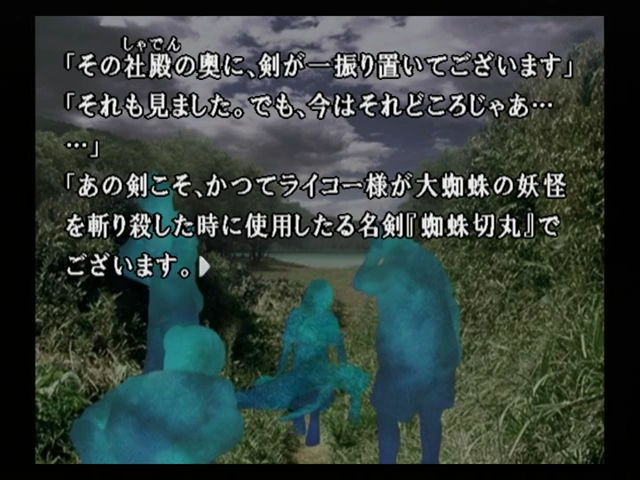 しゃでん
「その社殿の奥に、剣が一振り置いてございます」
「それも見ました。でも、今はそれどころじゃあ…
…」
「あの剣こそ、かつてライコー様が大蜘蛛の妖怪
を斬り殺した時に使用したる名剣『蜘蛛切丸』で
ございます。